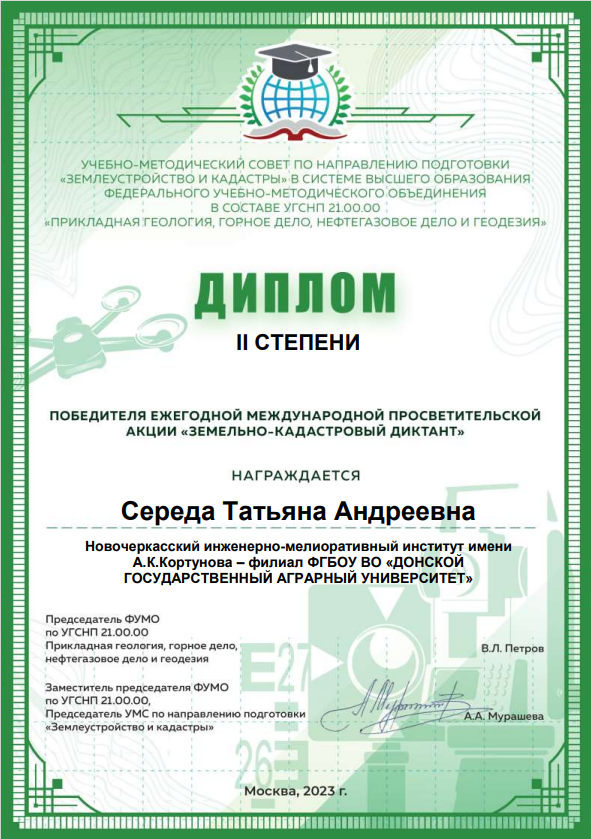 УЧЕБНО-МЕТОДИЧЕСКИЙ СОВЕТ ПО НАПРАВЛЕНИЮ ПОДГОТОВКИ
«ЗЕМЛЕУСТРОЙСТВО И КАДАСТРЫ» В СИСТЕМЕ ВЫСШЕГО ОБРАЗОВАНИЯ
ФЕДЕРАЛЬНОГО УЧЕБНО-МЕТОДИЧЕСКОГО ОБЪЕДИНЕНИЯ
В СОСТАВЕ УГСНП 21.00.00
«ПРИКЛАДНАЯ ГЕОЛОГИЯ, ГОРНОЕ ДЕЛО, НЕФТЕГАЗОВОЕ ДЕЛО И ГЕОДЕЗИЯ»
ДИПЛОМ
II СТЕПЕНИ
ПОБЕДИТЕЛЯ ЕЖЕГОДНОЙ МЕЖДУНАРОДНОЙ ПРОСВЕТИТЕЛЬСКОЙ
АКЦИИ «ЗЕМЕЛЬНО-КАДАСТРОВЫЙ ДИКТАНТ»
НАГРАЖДАЕТСЯ
Середа Татьяна Андреевна
Новочеркасский инженерно-мелиоративный институт имени
А.К.Кортунова – филиал ФГБОУ ВО «ДОНСКОЙ
ГОСУДАРСТВЕННЫЙ АГРАРНЫЙ УНИВЕРСИТЕТ»
Председатель ФУМО
по УГСНП 21.00.00
Прикладная геология, горное дело,
нефтегазовое дело и геодезия
В.Л. Петров
Заместитель председателя ФУМО
по УГСНП 21.00.00,
Председатель УМС по направлению подготовки
«Землеустройство и кадастры»
А.А. Мурашева
E27
26
Москва, 2023 г.